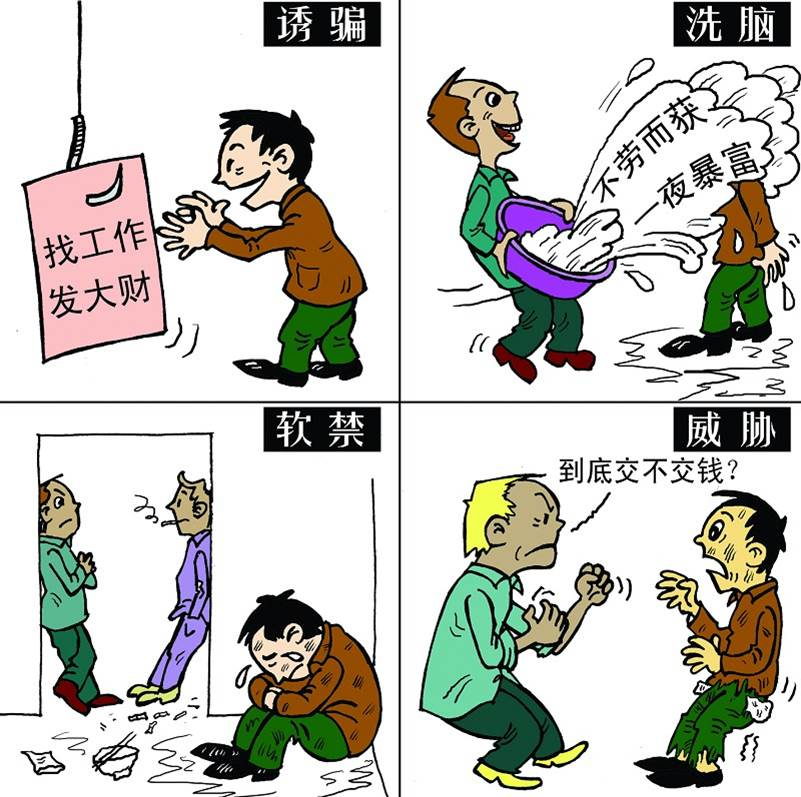 诱骗
找工作
发大财
洗脑
不劳而获
一夜暴富
软禁
威胁
到底交不交钱？